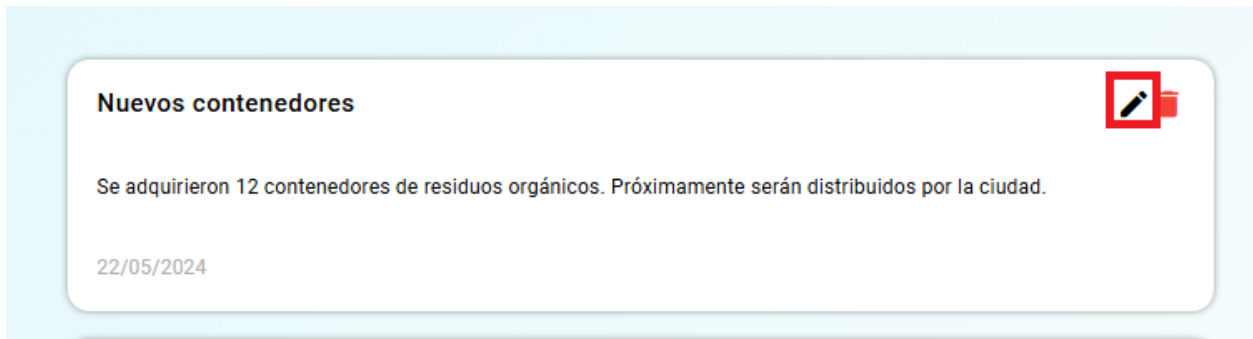 Nuevos contenedores
Se adquirieron 12 contenedores de residuos orgánicos. Próximamente serán distribuidos por la ciudad.
22/05/2024